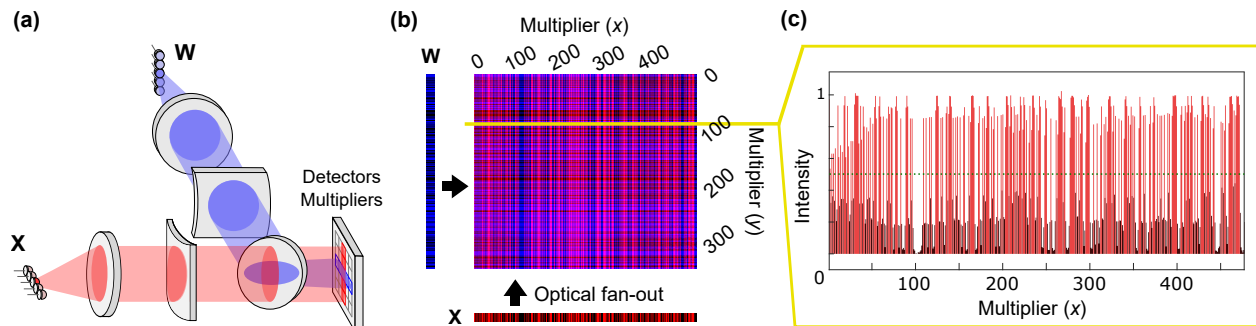 (a)
W
X
Detectors
Multipliers
(b)
Multiplier (x)
W
0
100
200
300
400
0
100
200
300
Multiplier (y)
Optical fan-out
X
(c)
1
Intensity
0
0
100
200
300
400
Multiplier (x)